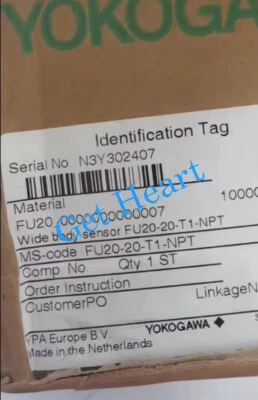 YOKOGAWA
Identification Tag
Serial No. N3Y302407
Material
FU20 /0000000000007 10000
Wide body sensor FU20-20-T1-NPT
MS-code FU20-20-T1-NPT
Comp No. Qty 1 ST
Order Instruction
CustomerPO LinkageN
YPA Europe B.V. YOKOGAWA
Made in the Netherlands
Get Heart